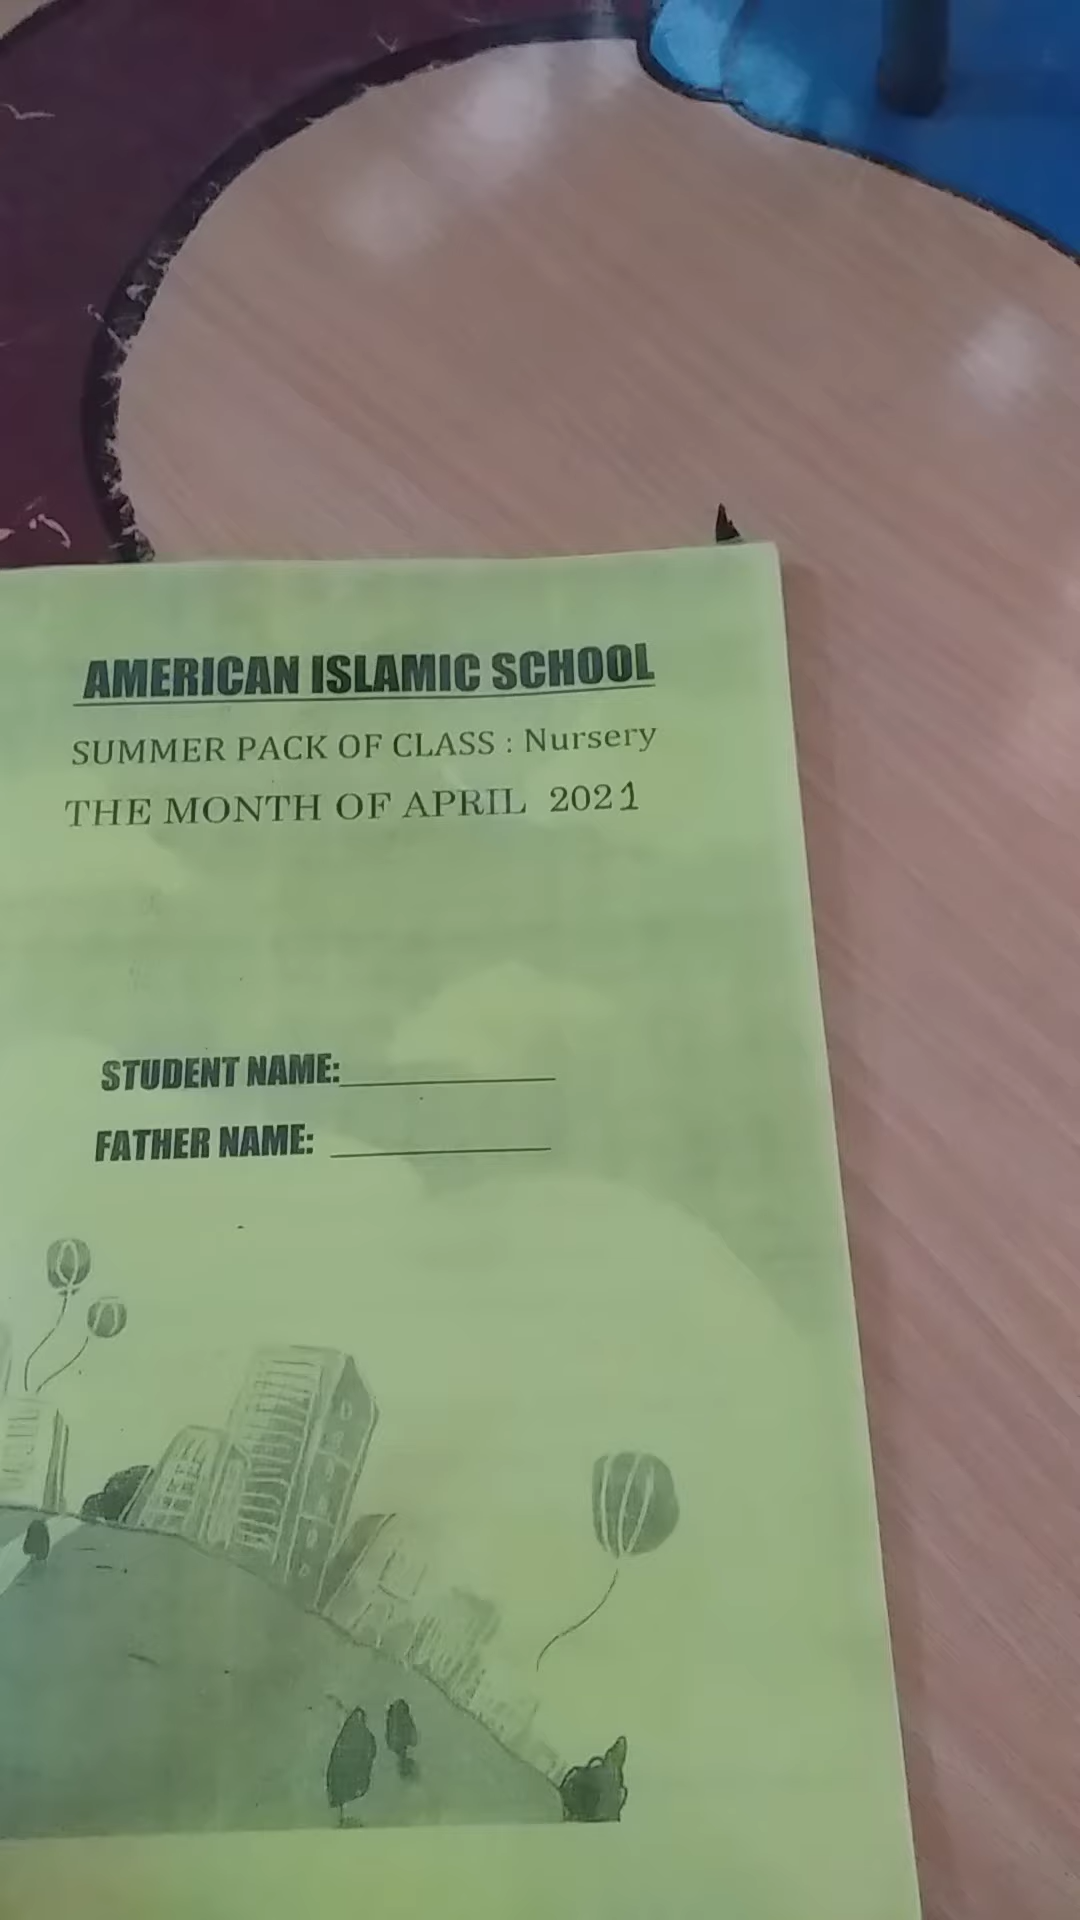 AMERICAN ISLAMIC SCHOOL
SUMMER PACK OF CLASS : Nursery
THE MONTH OF APRIL 2021
STUDENT NAME:
FATHER NAME: